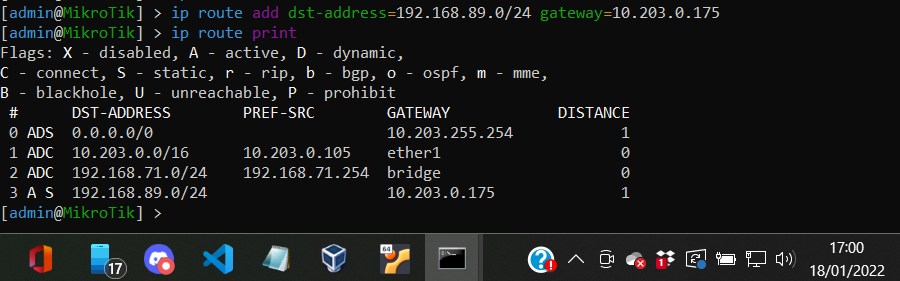 [admin@MikroTik] > ip route add dst-address=192.168.89.0/24 gateway=10.203.0.175
[admin@MikroTik] > ip route print
Flags: X - disabled, A - active, D - dynamic,
C - connect, S - static, r - rip, b - bgp, o - ospf, m - mme,
B - blackhole, U - unreachable, P - prohibit
# DST-ADDRESS PREF-SRC GATEWAY DISTANCE
0 ADS 0.0.0.0/0 10.203.255.254 1
1 ADC 10.203.0.0/16 10.203.0.105 ether1 0
2 ADC 192.168.71.0/24 192.168.71.254 bridge 0
3 A S 192.168.89.0/24 10.203.0.175 1
[admin@MikroTik] >
17
64
1
17:00
18/01/2022